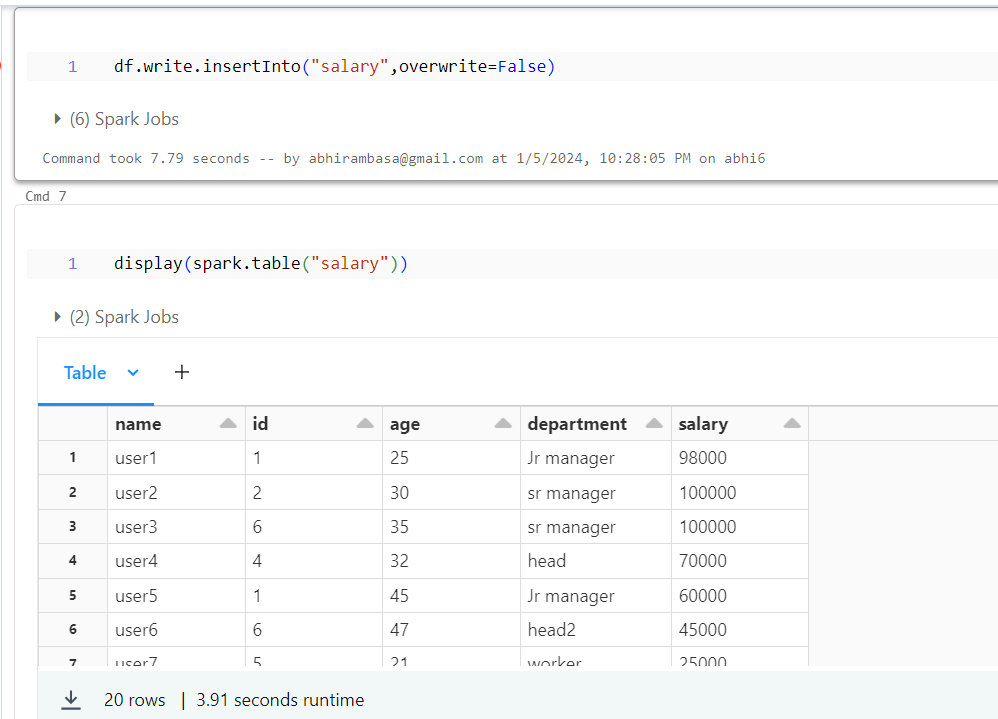 1 df.write.insertInto("salary",overwrite=False)
(6) Spark Jobs
Command took 7.79 seconds -- by abhirambasa@gmail.com at 1/5/2024, 10:28:05 PM on abhi6
Cmd 7
1 display(spark.table("salary"))
(2) Spark Jobs
Table +
name id age department salary
1 user1 1 25 Jr manager 98000
2 user2 2 30 sr manager 100000
3 user3 6 35 sr manager 100000
4 user4 4 32 head 70000
5 user5 1 45 Jr manager 60000
6 user6 6 47 head2 45000
7 user7 5 21 worker 25000
20 rows | 3.91 seconds runtime